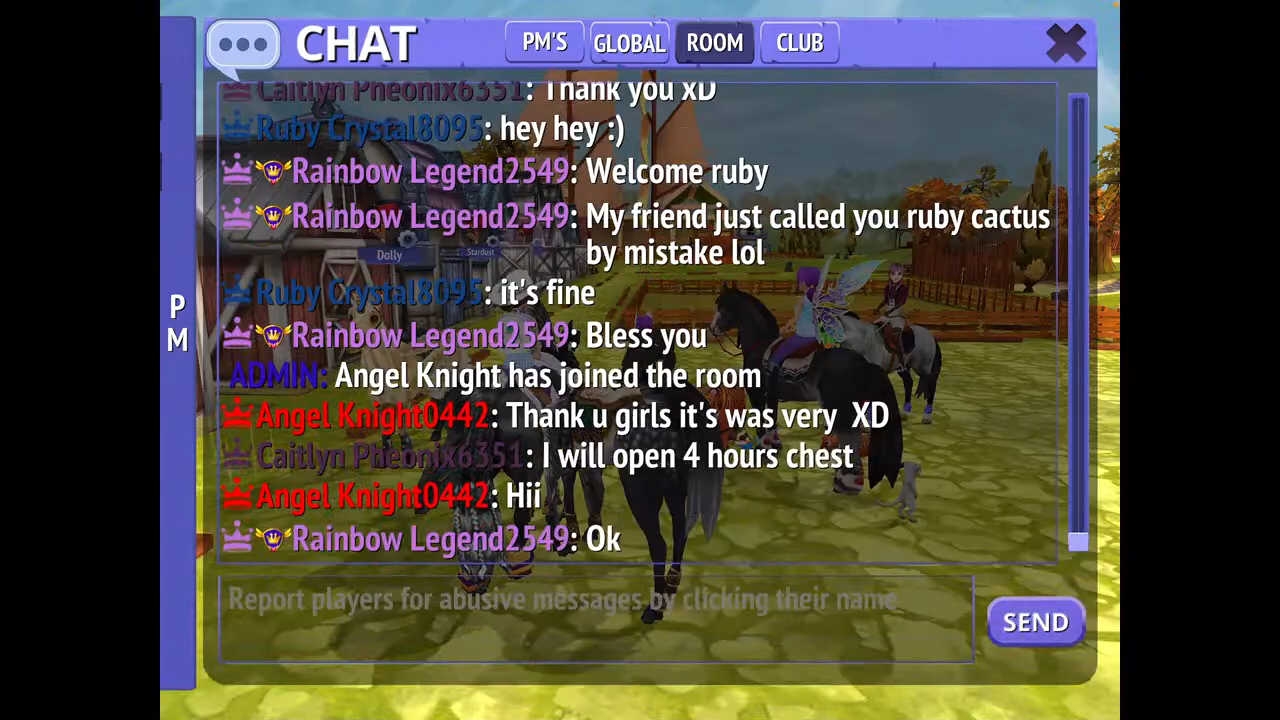 CHAT
PM'S
GLOBAL
ROOM
CLUB
Caitlyn Pheonix6351: Thank you XD
Ruby Crystal8095: hey hey :)
Rainbow Legend2549: Welcome ruby
Rainbow Legend2549: My friend just called you ruby cactus
by mistake lol
Dolly
Stardust
Ruby Crystal8095: it's fine
Rainbow Legend2549: Bless you
ADMIN: Angel Knight has joined the room
Angel Knight0442: Thank u girls it's was very XD
Caitlyn Pheonix6351: I will open 4 hours chest
Angel Knight0442: Hii
Rainbow Legend2549: Ok
P
M
Report players for abusive messages by clicking their name
SEND